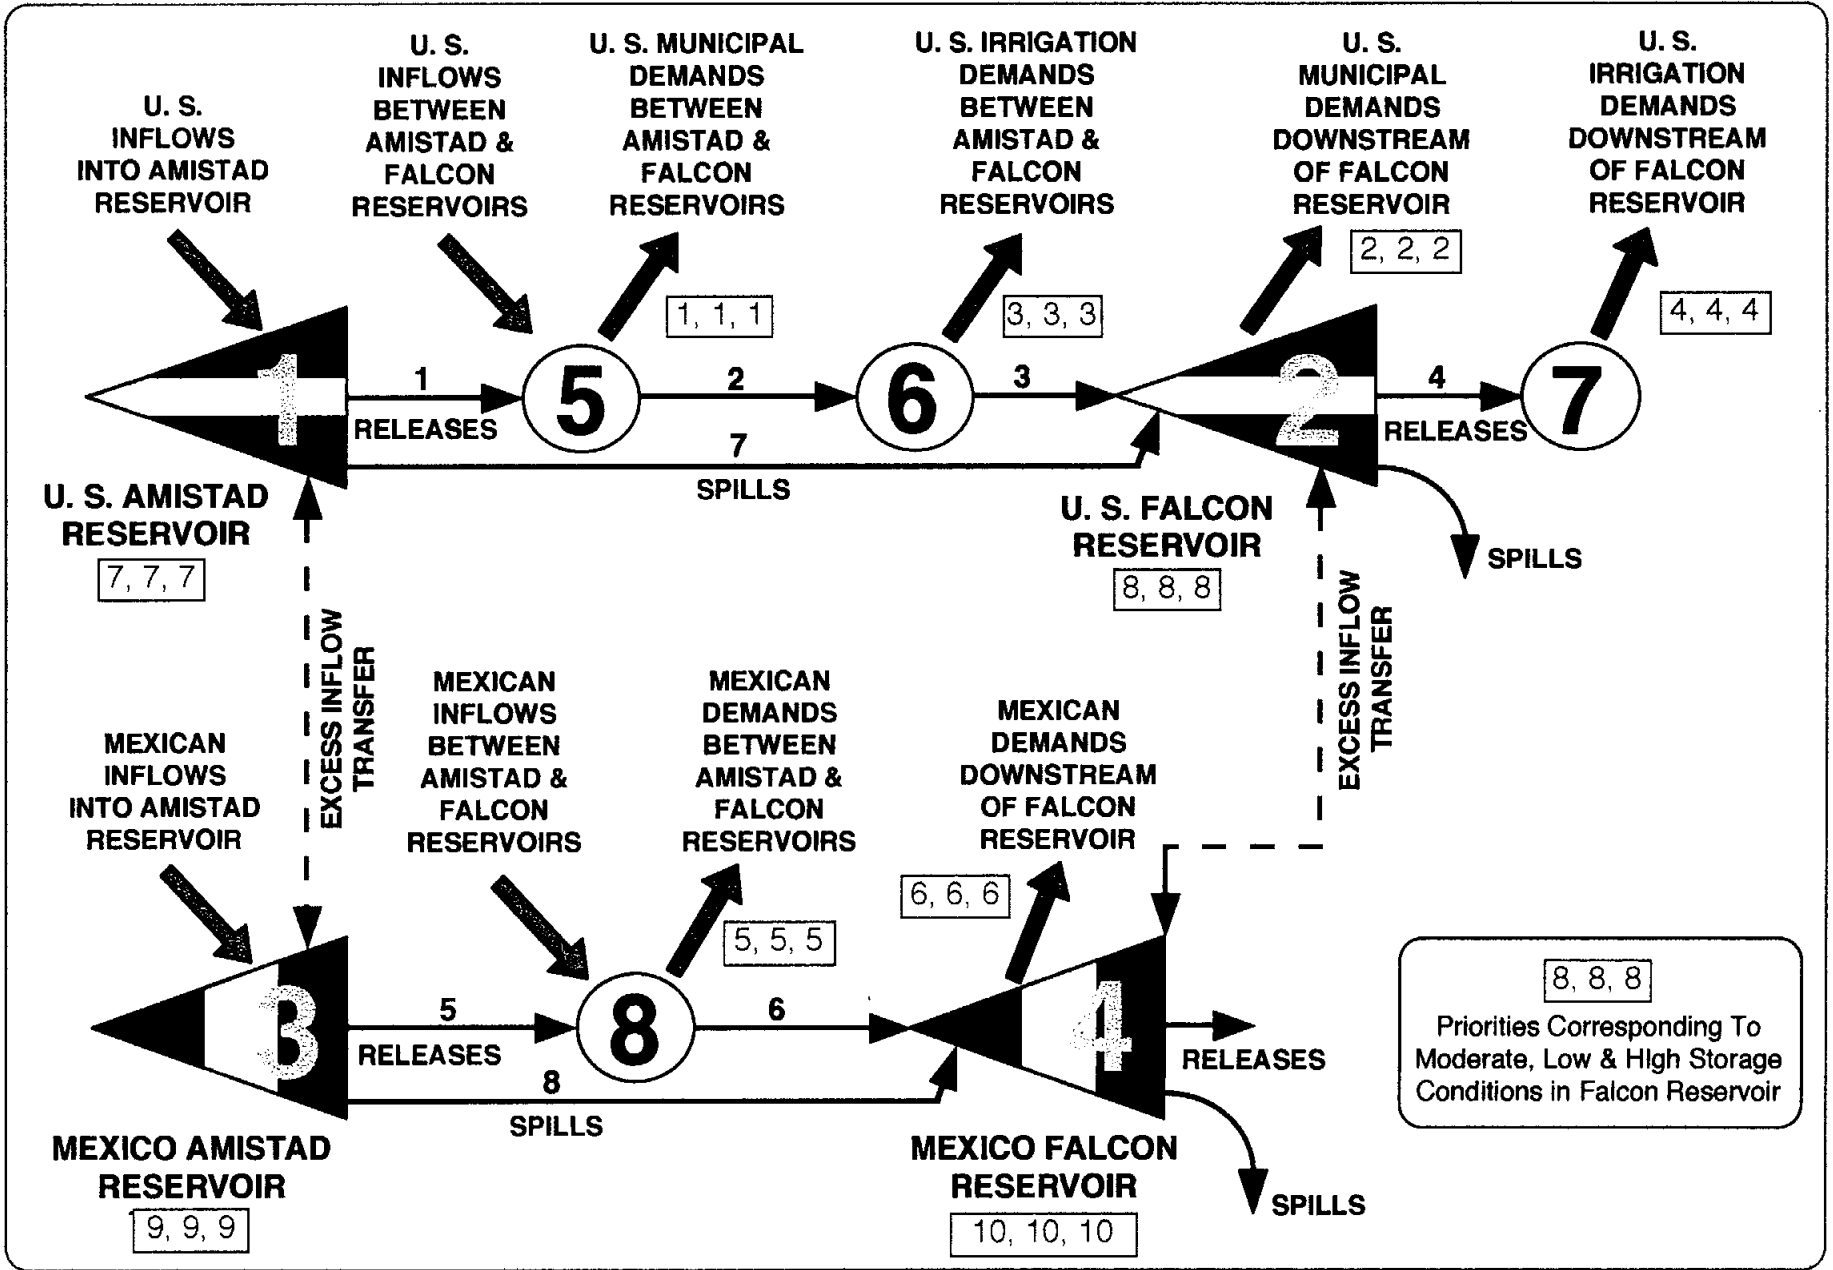 U. S.
INFLOWS
INTO AMISTAD
RESERVOIR
U. S.
INFLOWS
BETWEEN
AMISTAD &
FALCON
RESERVOIRS
U. S. MUNICIPAL
DEMANDS
BETWEEN
AMISTAD &
FALCON
RESERVOIRS
1, 1, 1
U. S. IRRIGATION
DEMANDS
BETWEEN
AMISTAD &
FALCON
RESERVOIRS
3, 3, 3
U. S.
MUNICIPAL
DEMANDS
DOWNSTREAM
OF FALCON
RESERVOIR
2, 2, 2
U. S.
IRRIGATION
DEMANDS
DOWNSTREAM
OF FALCON
RESERVOIR
4, 4, 4
1
1
RELEASES
5
2
6
3
2
4
RELEASES
7
7
SPILLS
U. S. AMISTAD
RESERVOIR
7, 7, 7
U. S. FALCON
RESERVOIR
8, 8, 8
SPILLS
EXCESS INFLOW
TRANSFER
EXCESS INFLOW
TRANSFER
MEXICAN
INFLOWS
INTO AMISTAD
RESERVOIR
MEXICAN
INFLOWS
BETWEEN
AMISTAD &
FALCON
RESERVOIRS
MEXICAN
DEMANDS
BETWEEN
AMISTAD &
FALCON
RESERVOIRS
5, 5, 5
MEXICAN
DEMANDS
DOWNSTREAM
OF FALCON
RESERVOIR
6, 6, 6
3
5
RELEASES
8
6
4
RELEASES
8
SPILLS
MEXICO AMISTAD
RESERVOIR
9, 9, 9
MEXICO FALCON
RESERVOIR
10, 10, 10
SPILLS
8, 8, 8
Priorities Corresponding To
Moderate, Low & HIgh Storage
Conditions in Falcon Reservoir